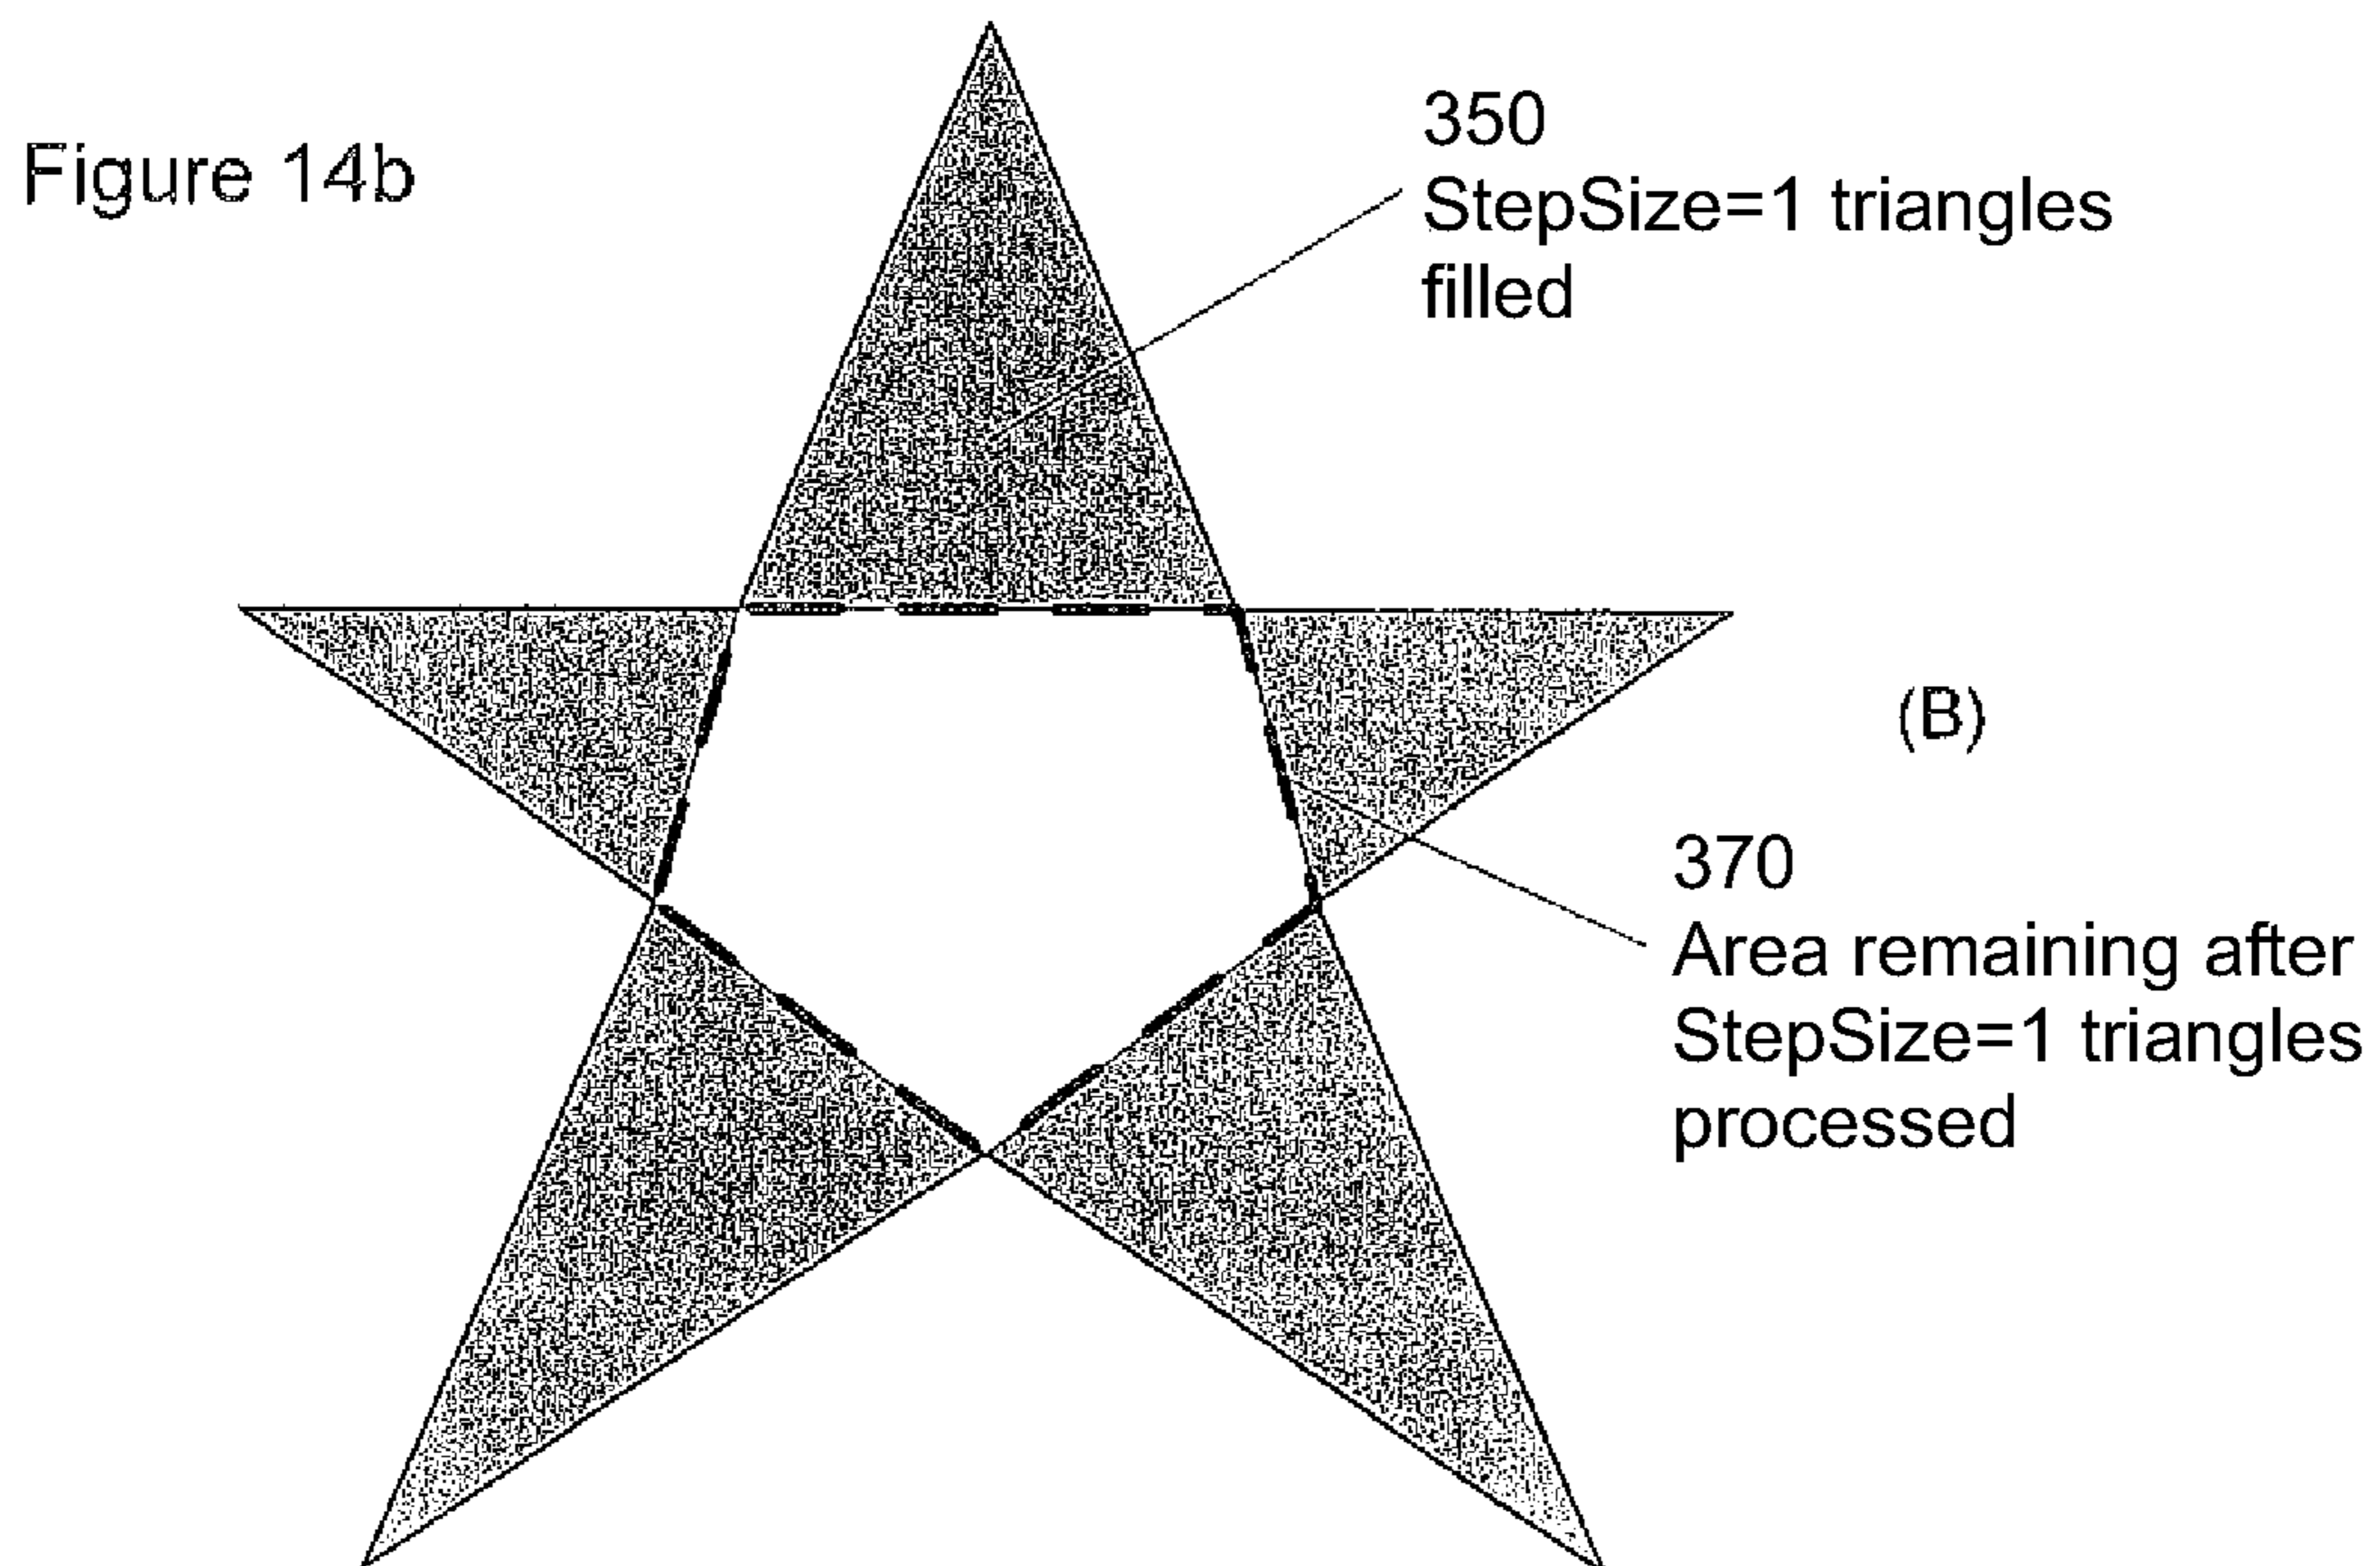 Figure 14b
350
StepSize=1 triangles
filled
(B)
370
Area remaining after
StepSize=1 triangles
processed